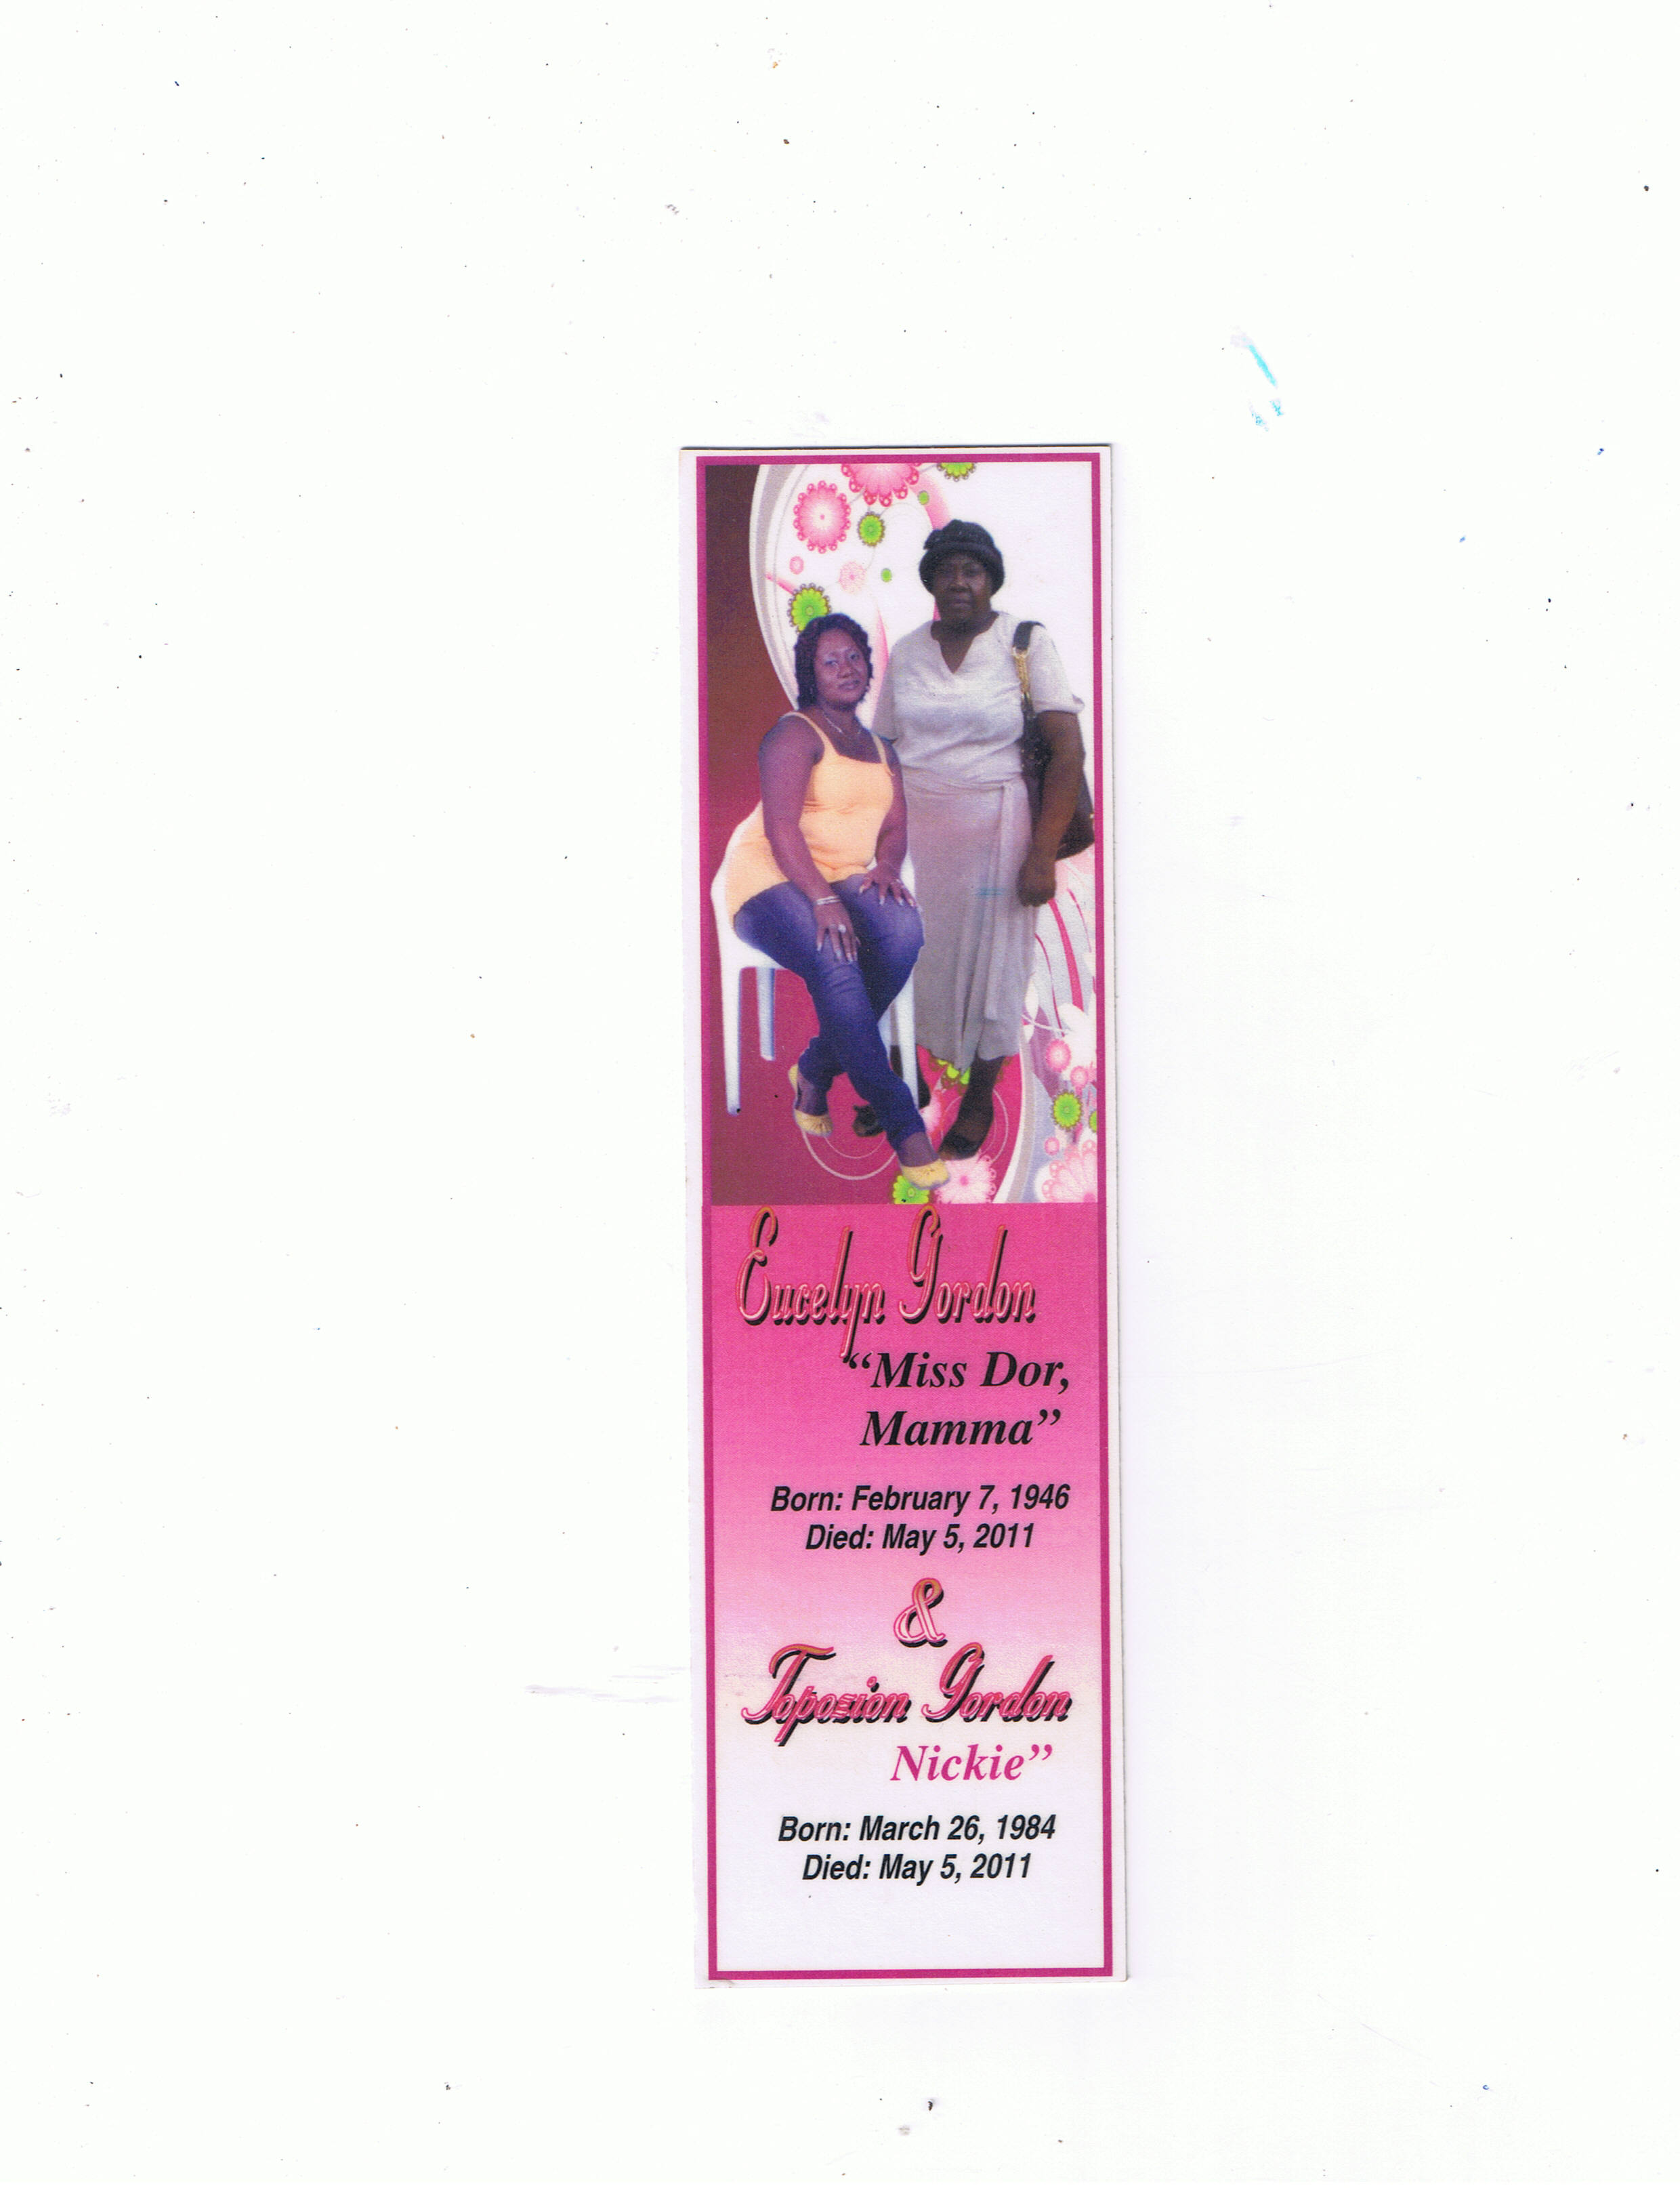 Eucelyn Gordon
“Miss Dor,
Mamma”
Born: February 7, 1946
Died: May 5, 2011
&
Toposion Gordon
Nickie”
Born: March 26, 1984
Died: May 5, 2011